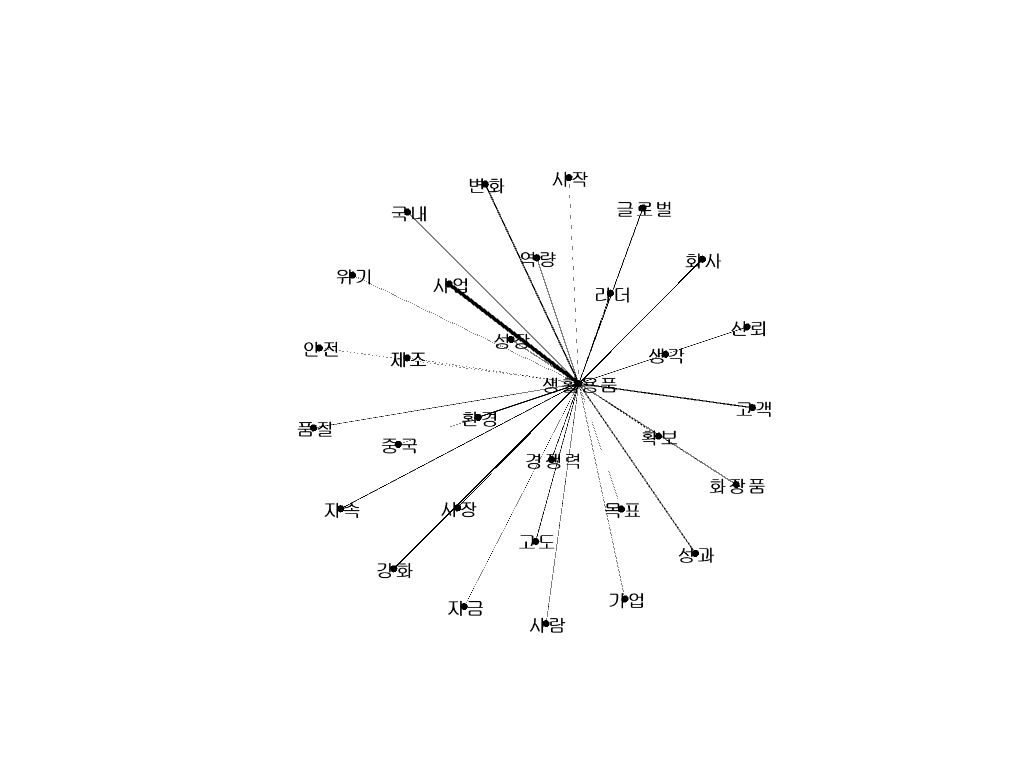 시작
변화
글로벌
국내
역량
회사
위기
사업
리더
신뢰
성장
안전
생각
제조
생활용품
고객
환경
품질
확보
중국
경쟁력
화장품
지속
시장
목표
고도
성과
강화
기업
자금
사람